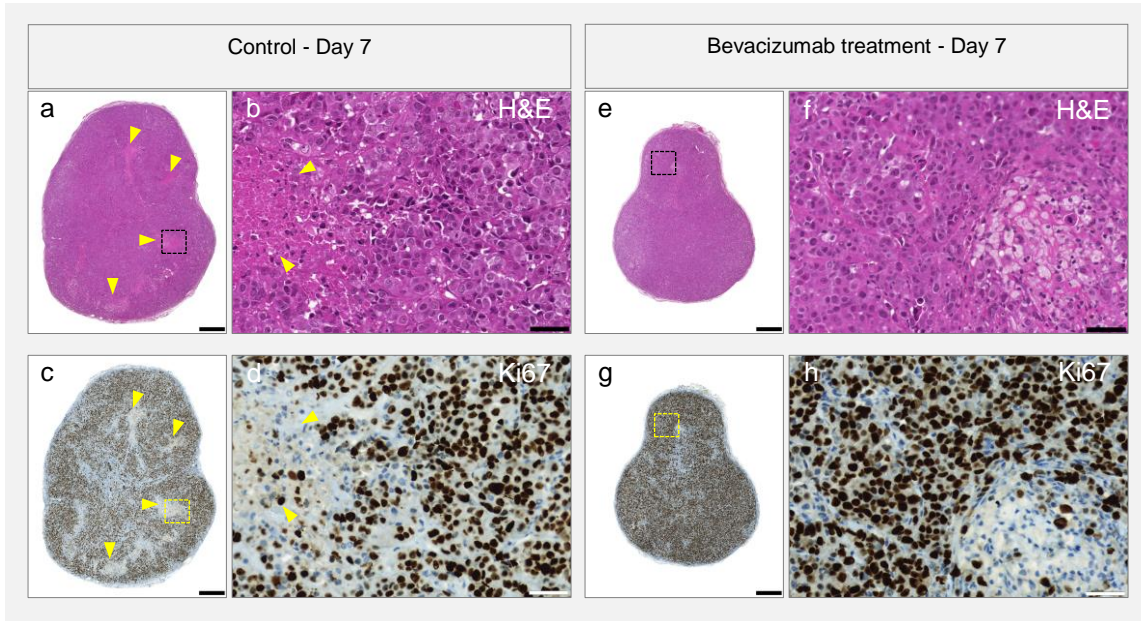 Control - Day 7
Bevacizumab treatment - Day 7
a
b
H&E
e
f
H&E
c
d
Ki67
g
h
Ki67